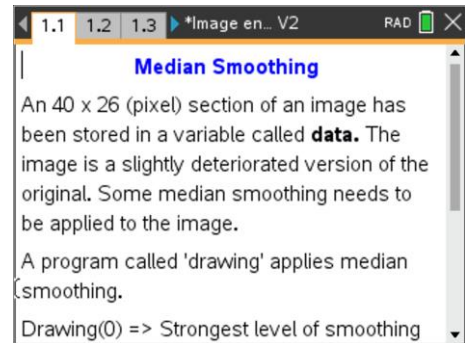 1.1 1.2 1.3 *Image en... V2 RAD
Median Smoothing
An 40 x 26 (pixel) section of an image has
been stored in a variable called data. The
image is a slightly deteriorated version of the
original. Some median smoothing needs to
be applied to the image.
A program called 'drawing' applies median
smoothing.
Drawing(0) => Strongest level of smoothing